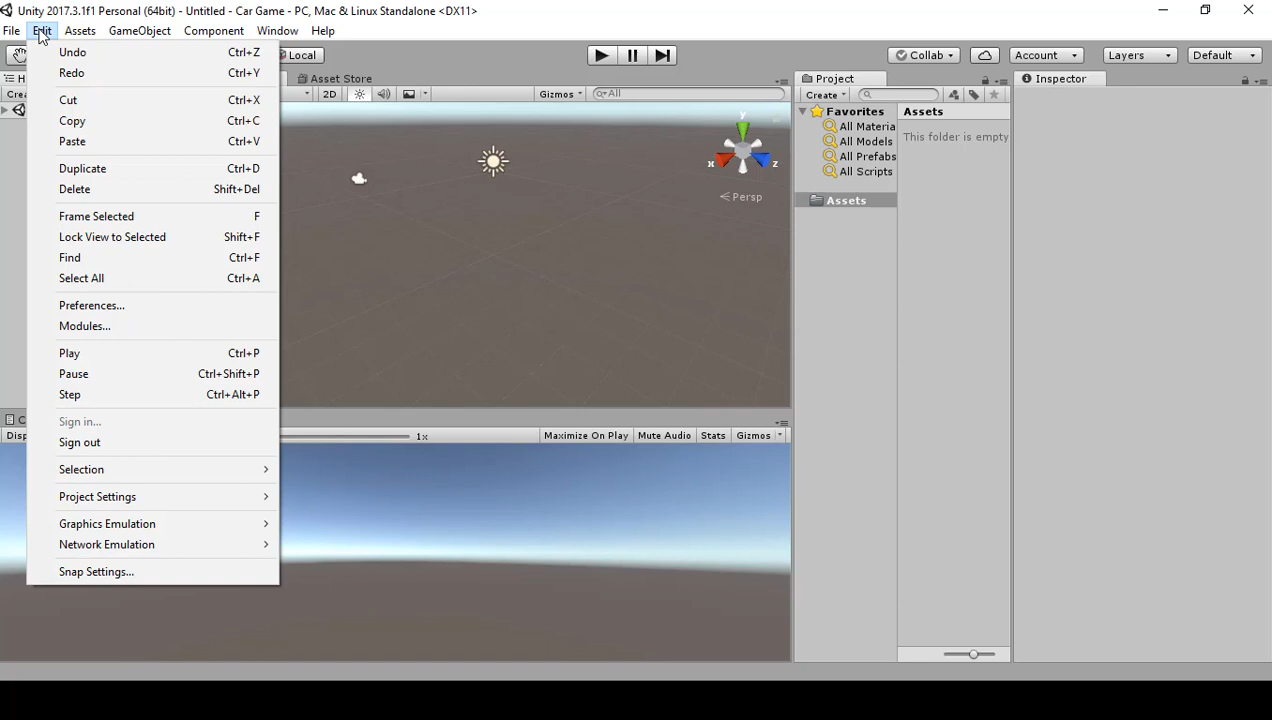 Unity 2017.3.1f1 Personal (64bit) - Untitled - Car Game - PC, Mac & Linux Standalone <DX11>
File Edit Assets GameObject Component Window Help
Local Collab Account Layers Default
H Asset Store Project Inspector
Crea 2D Gizmos All Create
Favorites Assets
All Materia This folder is empty
All Models
All Prefabs
All Scripts
Assets
y
x z
Persp
Undo Ctrl+Z
Redo Ctrl+Y
Cut Ctrl+X
Copy Ctrl+C
Paste Ctrl+V
Duplicate Ctrl+D
Delete Shift+Del
Frame Selected F
Lock View to Selected Shift+F
Find Ctrl+F
Select All Ctrl+A
Preferences...
Modules...
Play Ctrl+P
Pause Ctrl+Shift+P
Step Ctrl+Alt+P
Sign in...
Sign out
Selection
Project Settings
Graphics Emulation
Network Emulation
Snap Settings...
Disp 1x Maximize On Play Mute Audio Stats Gizmos